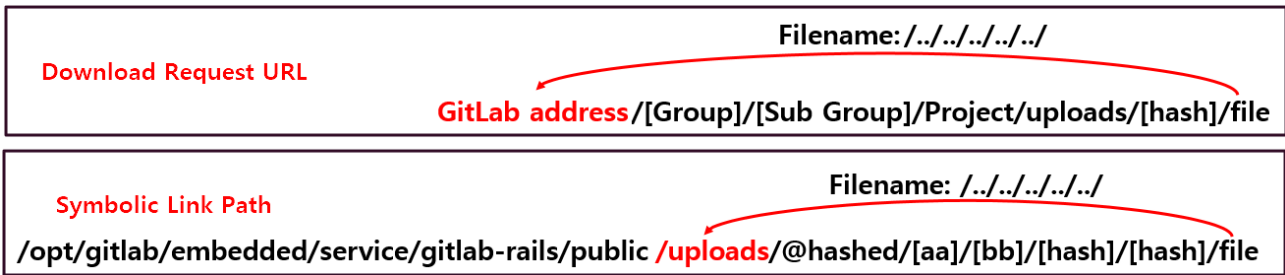 Filename: /../../../../../
Download Request URL
GitLab address/[Group]/[Sub Group]/Project/uploads/[hash]/file
Filename: /../../../../../
Symbolic Link Path
/opt/gitlab/embedded/service/gitlab-rails/public /uploads/@hashed/[aa]/[bb]/[hash]/[hash]/file